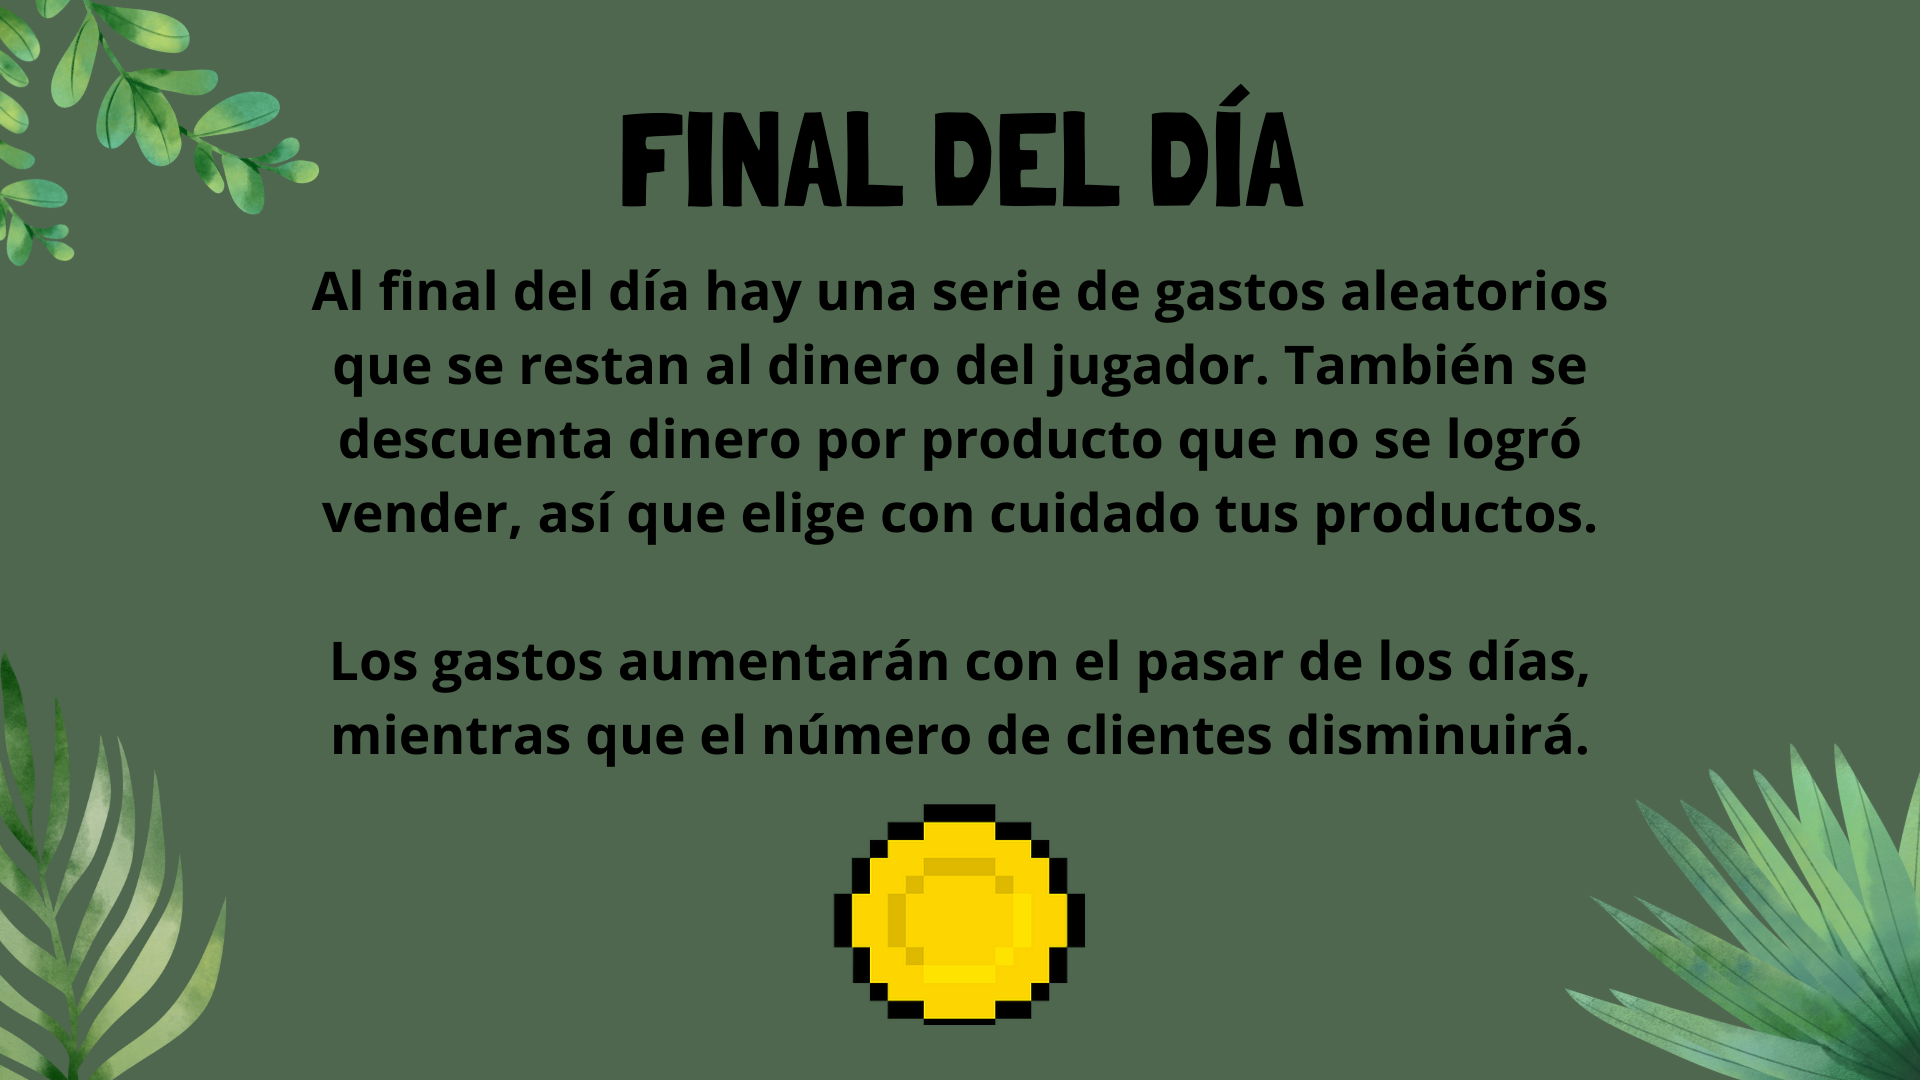 FINAL DEL DÍA
Al final del día hay una serie de gastos aleatorios
que se restan al dinero del jugador. También se
descuenta dinero por producto que no se logró
vender, así que elige con cuidado tus productos.
Los gastos aumentarán con el pasar de los días,
mientras que el número de clientes disminuirá.